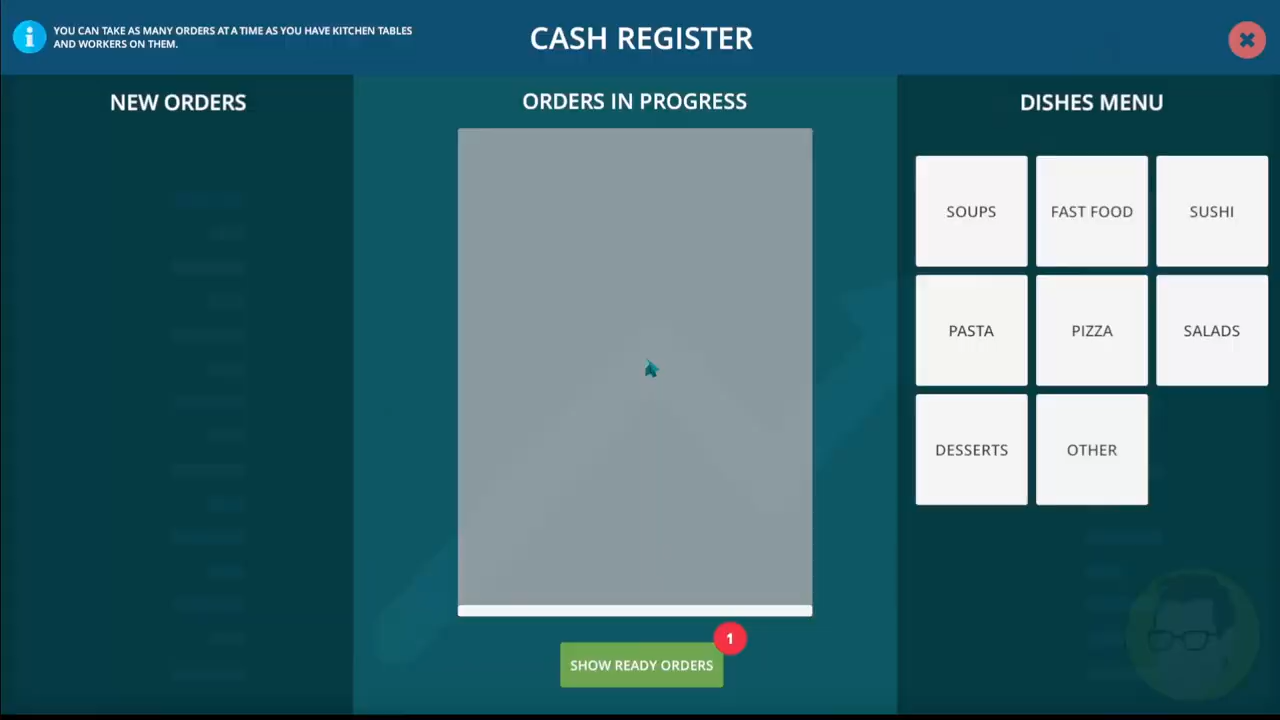 YOU CAN TAKE AS MANY ORDERS AT A TIME AS YOU HAVE KITCHEN TABLES
AND WORKERS ON THEM.
CASH REGISTER
NEW ORDERS
ORDERS IN PROGRESS
DISHES MENU
SOUPS
FAST FOOD
SUSHI
PASTA
PIZZA
SALADS
DESSERTS
OTHER
1
SHOW READY ORDERS